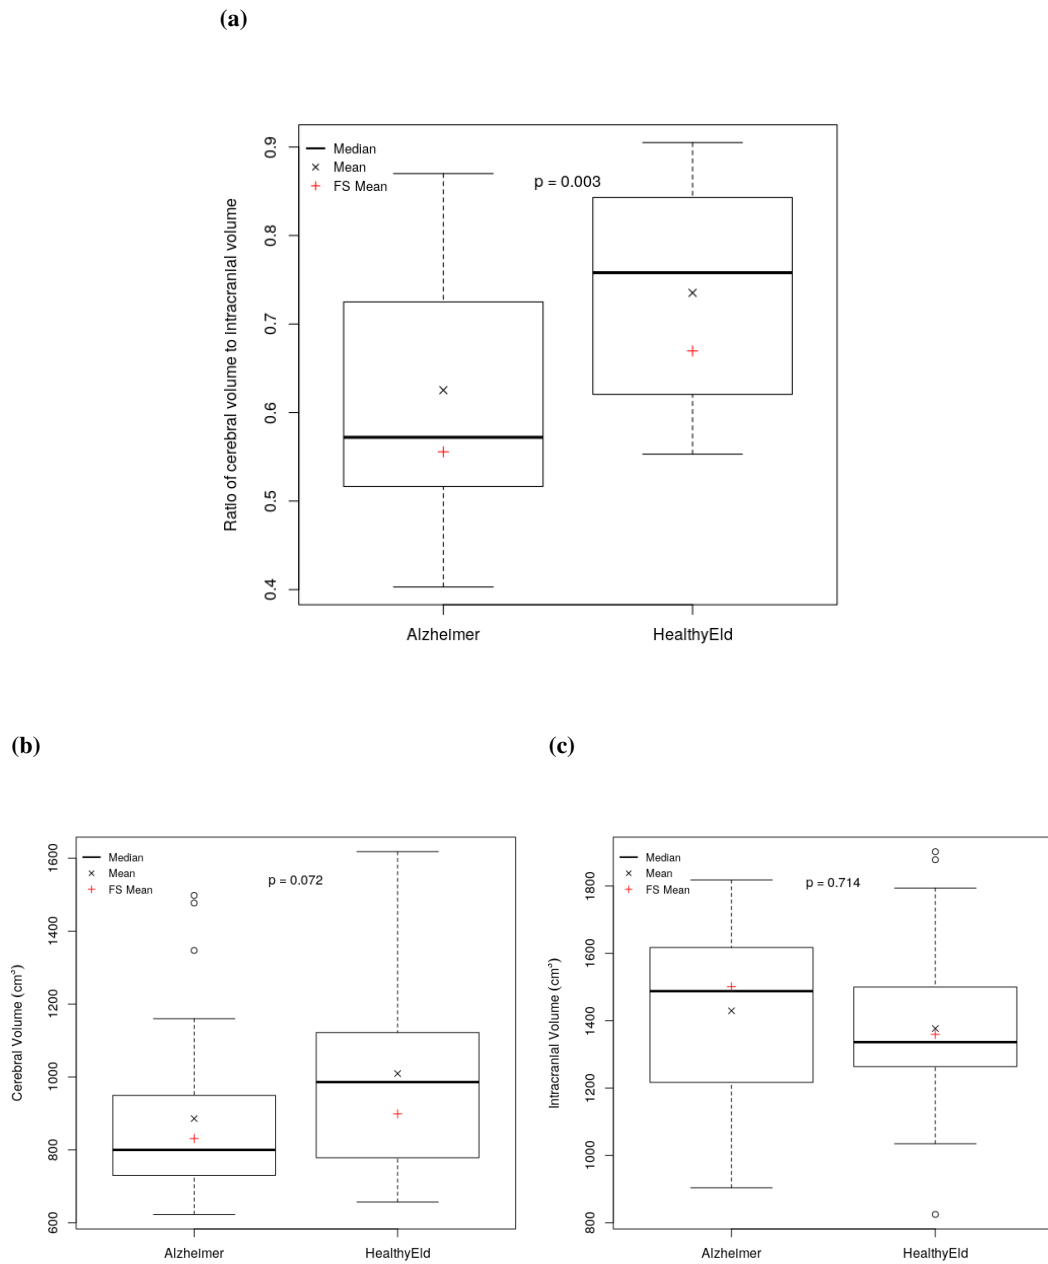 (a)
Median
Mean
FS Mean
p = 0.003
Ratio of cerebral volume to intracranial volume
0.9
0.8
0.7
0.6
0.5
0.4
Alzheimer
HealthyEld
(b)
Median
Mean
FS Mean
p = 0.072
Cerebral Volume (cm³)
1600
1400
1200
1000
800
600
Alzheimer
HealthyEld
(c)
Median
Mean
FS Mean
p = 0.714
Intracranial Volume (cm³)
1800
1600
1400
1200
1000
800
Alzheimer
HealthyEld